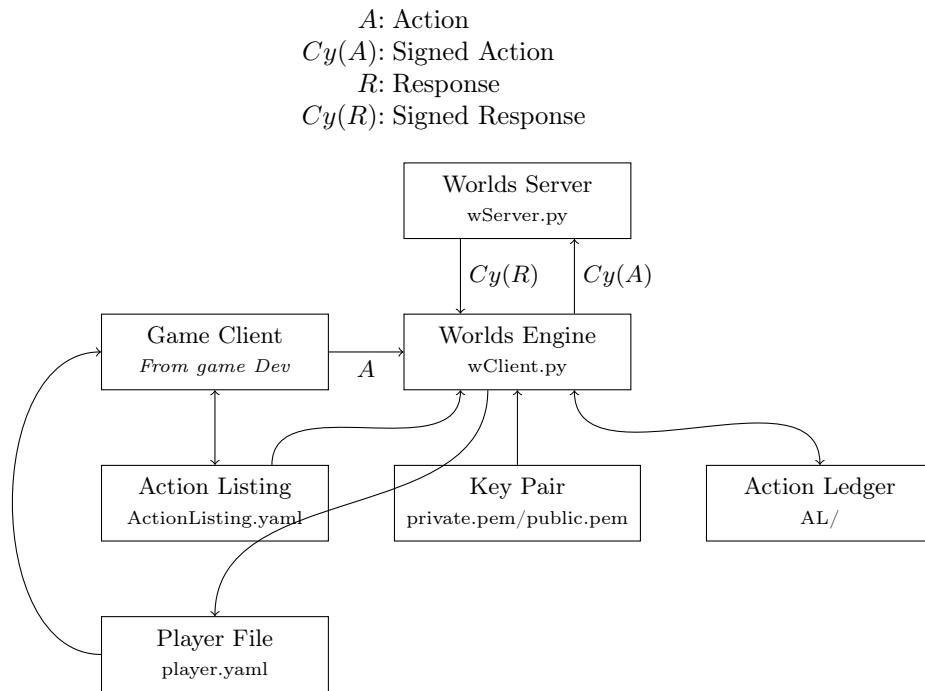 A: Action
Cy(A): Signed Action
R: Response
Cy(R): Signed Response
Worlds Server
wServer.py
Cy(R)
Cy(A)
Game Client
From game Dev
A
Worlds Engine
wClient.py
Action Listing
ActionListing.yaml
Key Pair
private.pem/public.pem
Action Ledger
AL/
Player File
player.yaml